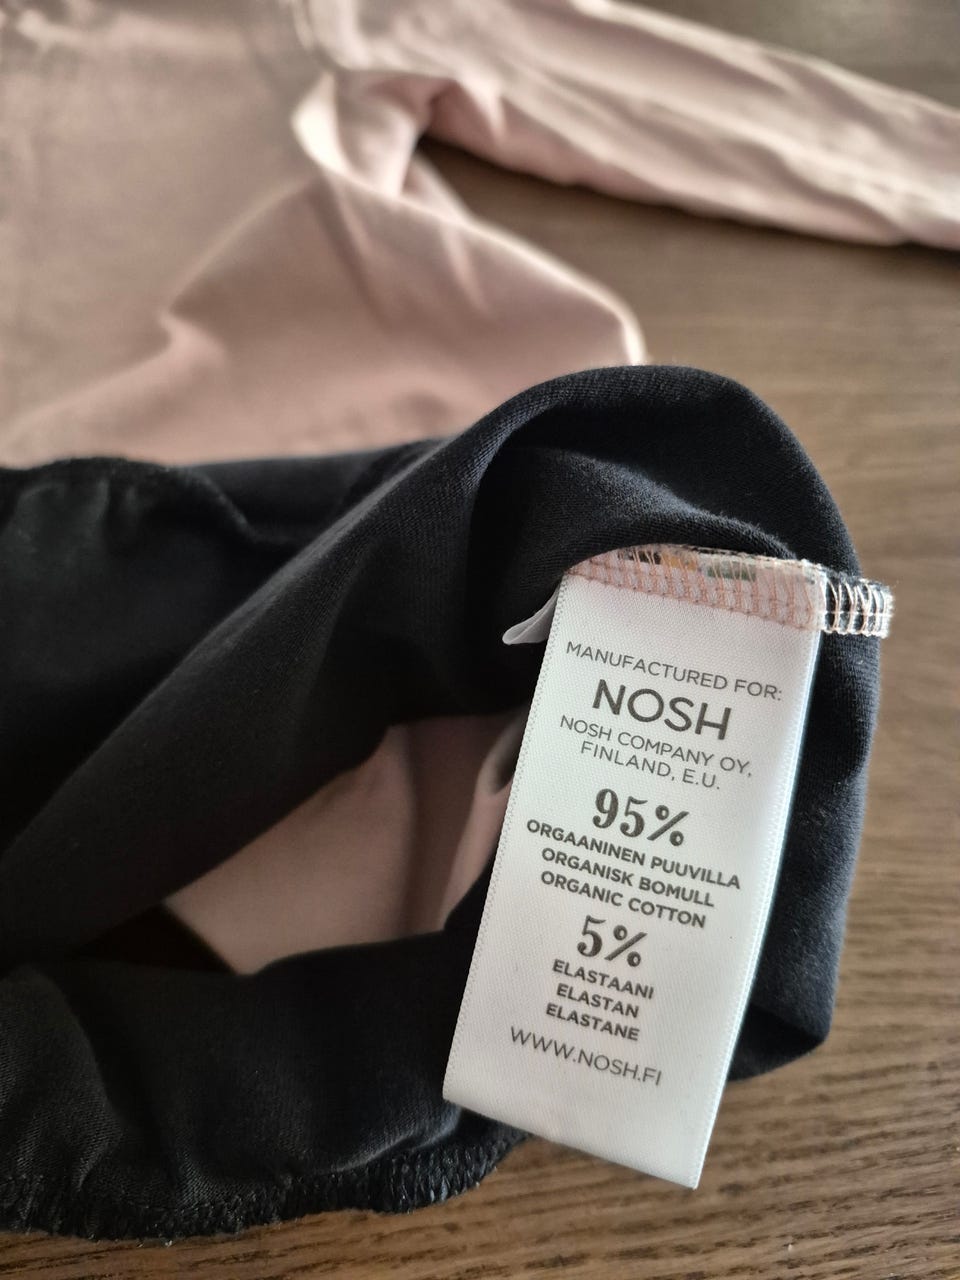 MANUFACTURED FOR:
NOSH
NOSH COMPANY OY,
FINLAND, E.U.
95%
ORGAANINEN PUUVILLA
ORGANISK BOMULL
ORGANIC COTTON
5%
ELASTAANI
ELASTAN
ELASTANE
WWW.NOSH.FI